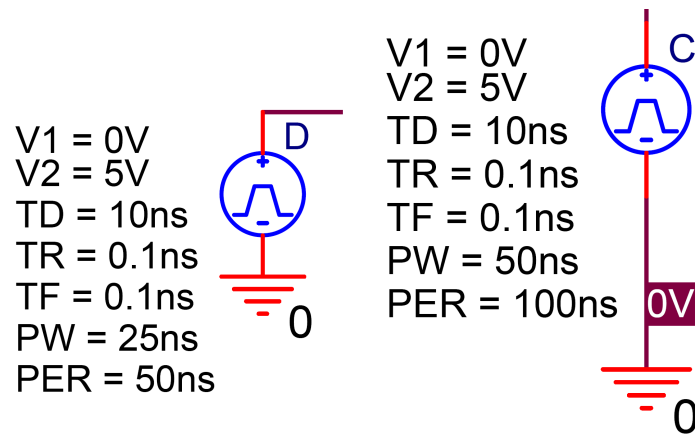 V1 = 0V
V2 = 5V
TD = 10ns
TR = 0.1ns
TF = 0.1ns
PW = 25ns
PER = 50ns
D
0
V1 = 0V
V2 = 5V
TD = 10ns
TR = 0.1ns
TF = 0.1ns
PW = 50ns
PER = 100ns
C
0V
0